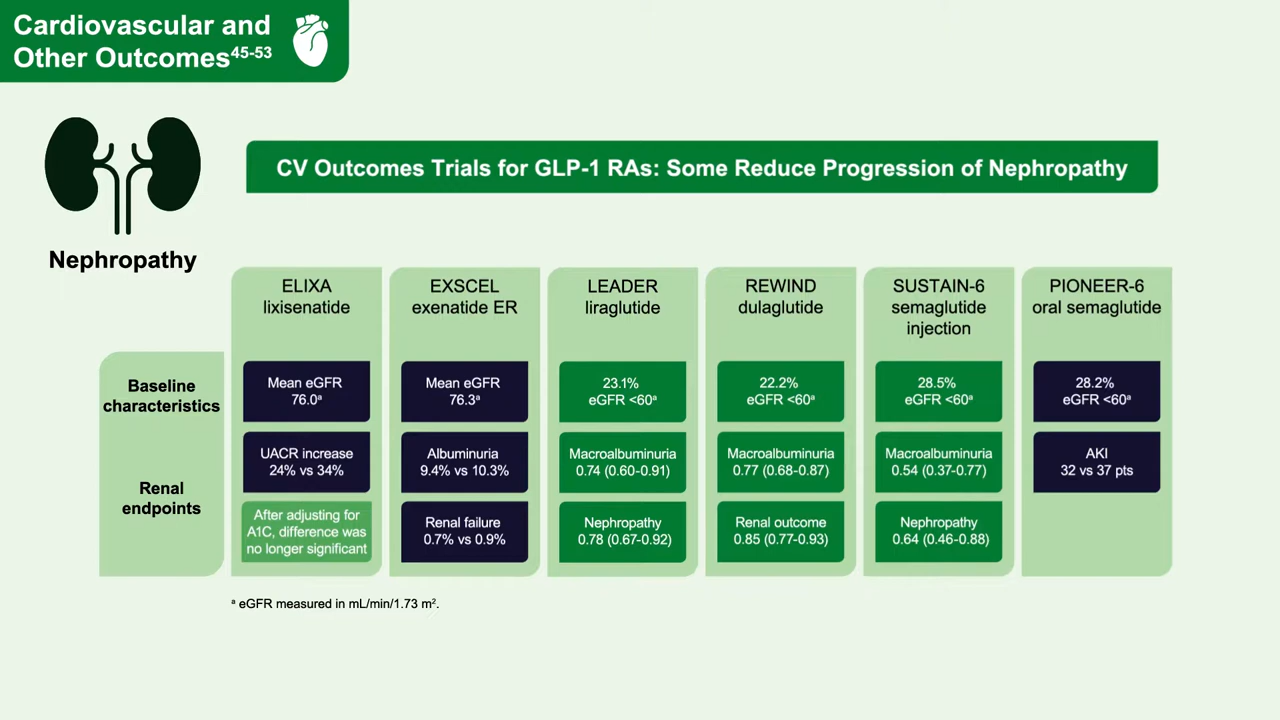 Cardiovascular and
Other Outcomes45-53
Nephropathy
CV Outcomes Trials for GLP-1 RAs: Some Reduce Progression of Nephropathy
ELIXA
lixisenatide
EXSCEL
exenatide ER
LEADER
liraglutide
REWIND
dulaglutide
SUSTAIN-6
semaglutide
injection
PIONEER-6
oral semaglutide
Baseline
characteristics
Mean eGFR
76.0ᵃ
Mean eGFR
76.3ᵃ
23.1%
eGFR <60ᵃ
22.2%
eGFR <60ᵃ
28.5%
eGFR <60ᵃ
28.2%
eGFR <60ᵃ
Renal
endpoints
UACR increase
24% vs 34%
Albuminuria
9.4% vs 10.3%
Macroalbuminuria
0.74 (0.60-0.91)
Macroalbuminuria
0.77 (0.68-0.87)
Macroalbuminuria
0.54 (0.37-0.77)
AKI
32 vs 37 pts
After adjusting for
A1C, difference was
no longer significant
Renal failure
0.7% vs 0.9%
Nephropathy
0.78 (0.67-0.92)
Renal outcome
0.85 (0.77-0.93)
Nephropathy
0.64 (0.46-0.88)
ᵃ eGFR measured in mL/min/1.73 m².